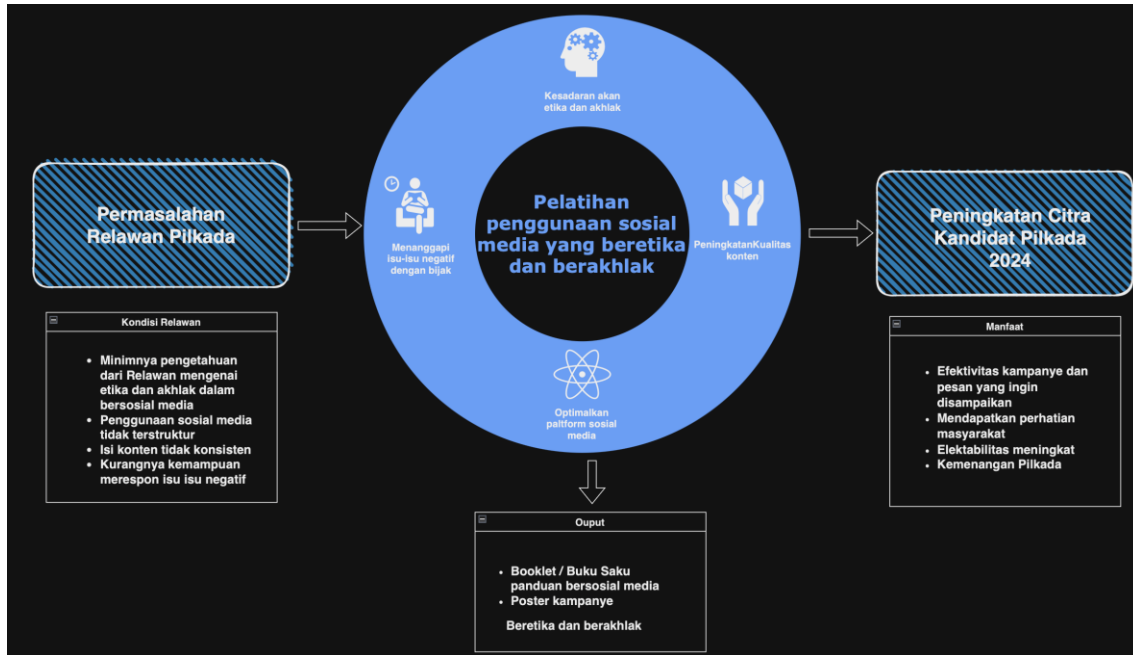 Kesadaran akan
etika dan akhlak
Permasalahan
Relawan Pilkada
Menanggapi
isu-isu negatif
dengan bijak
Pelatihan
penggunaan sosial
media yang beretika
dan berakhlak
PeningkatanKualitas
konten
Peningkatan Citra
Kandidat Pilkada
2024
Optimalkan
paltform sosial
media
Kondisi Relawan
• Minimnya pengetahuan
dari Relawan mengenai
etika dan akhlak dalam
bersosial media
• Penggunaan sosial media
tidak terstruktur
• Isi konten tidak konsisten
• Kurangnya kemampuan
merespon isu isu negatif
Manfaat
• Efektivitas kampanye dan
pesan yang ingin
disampaikan
• Mendapatkan perhatian
masyarakat
• Elektabilitas meningkat
• Kemenangan Pilkada
Ouput
• Booklet / Buku Saku
panduan bersosial media
• Poster kampanye
Beretika dan berakhlak